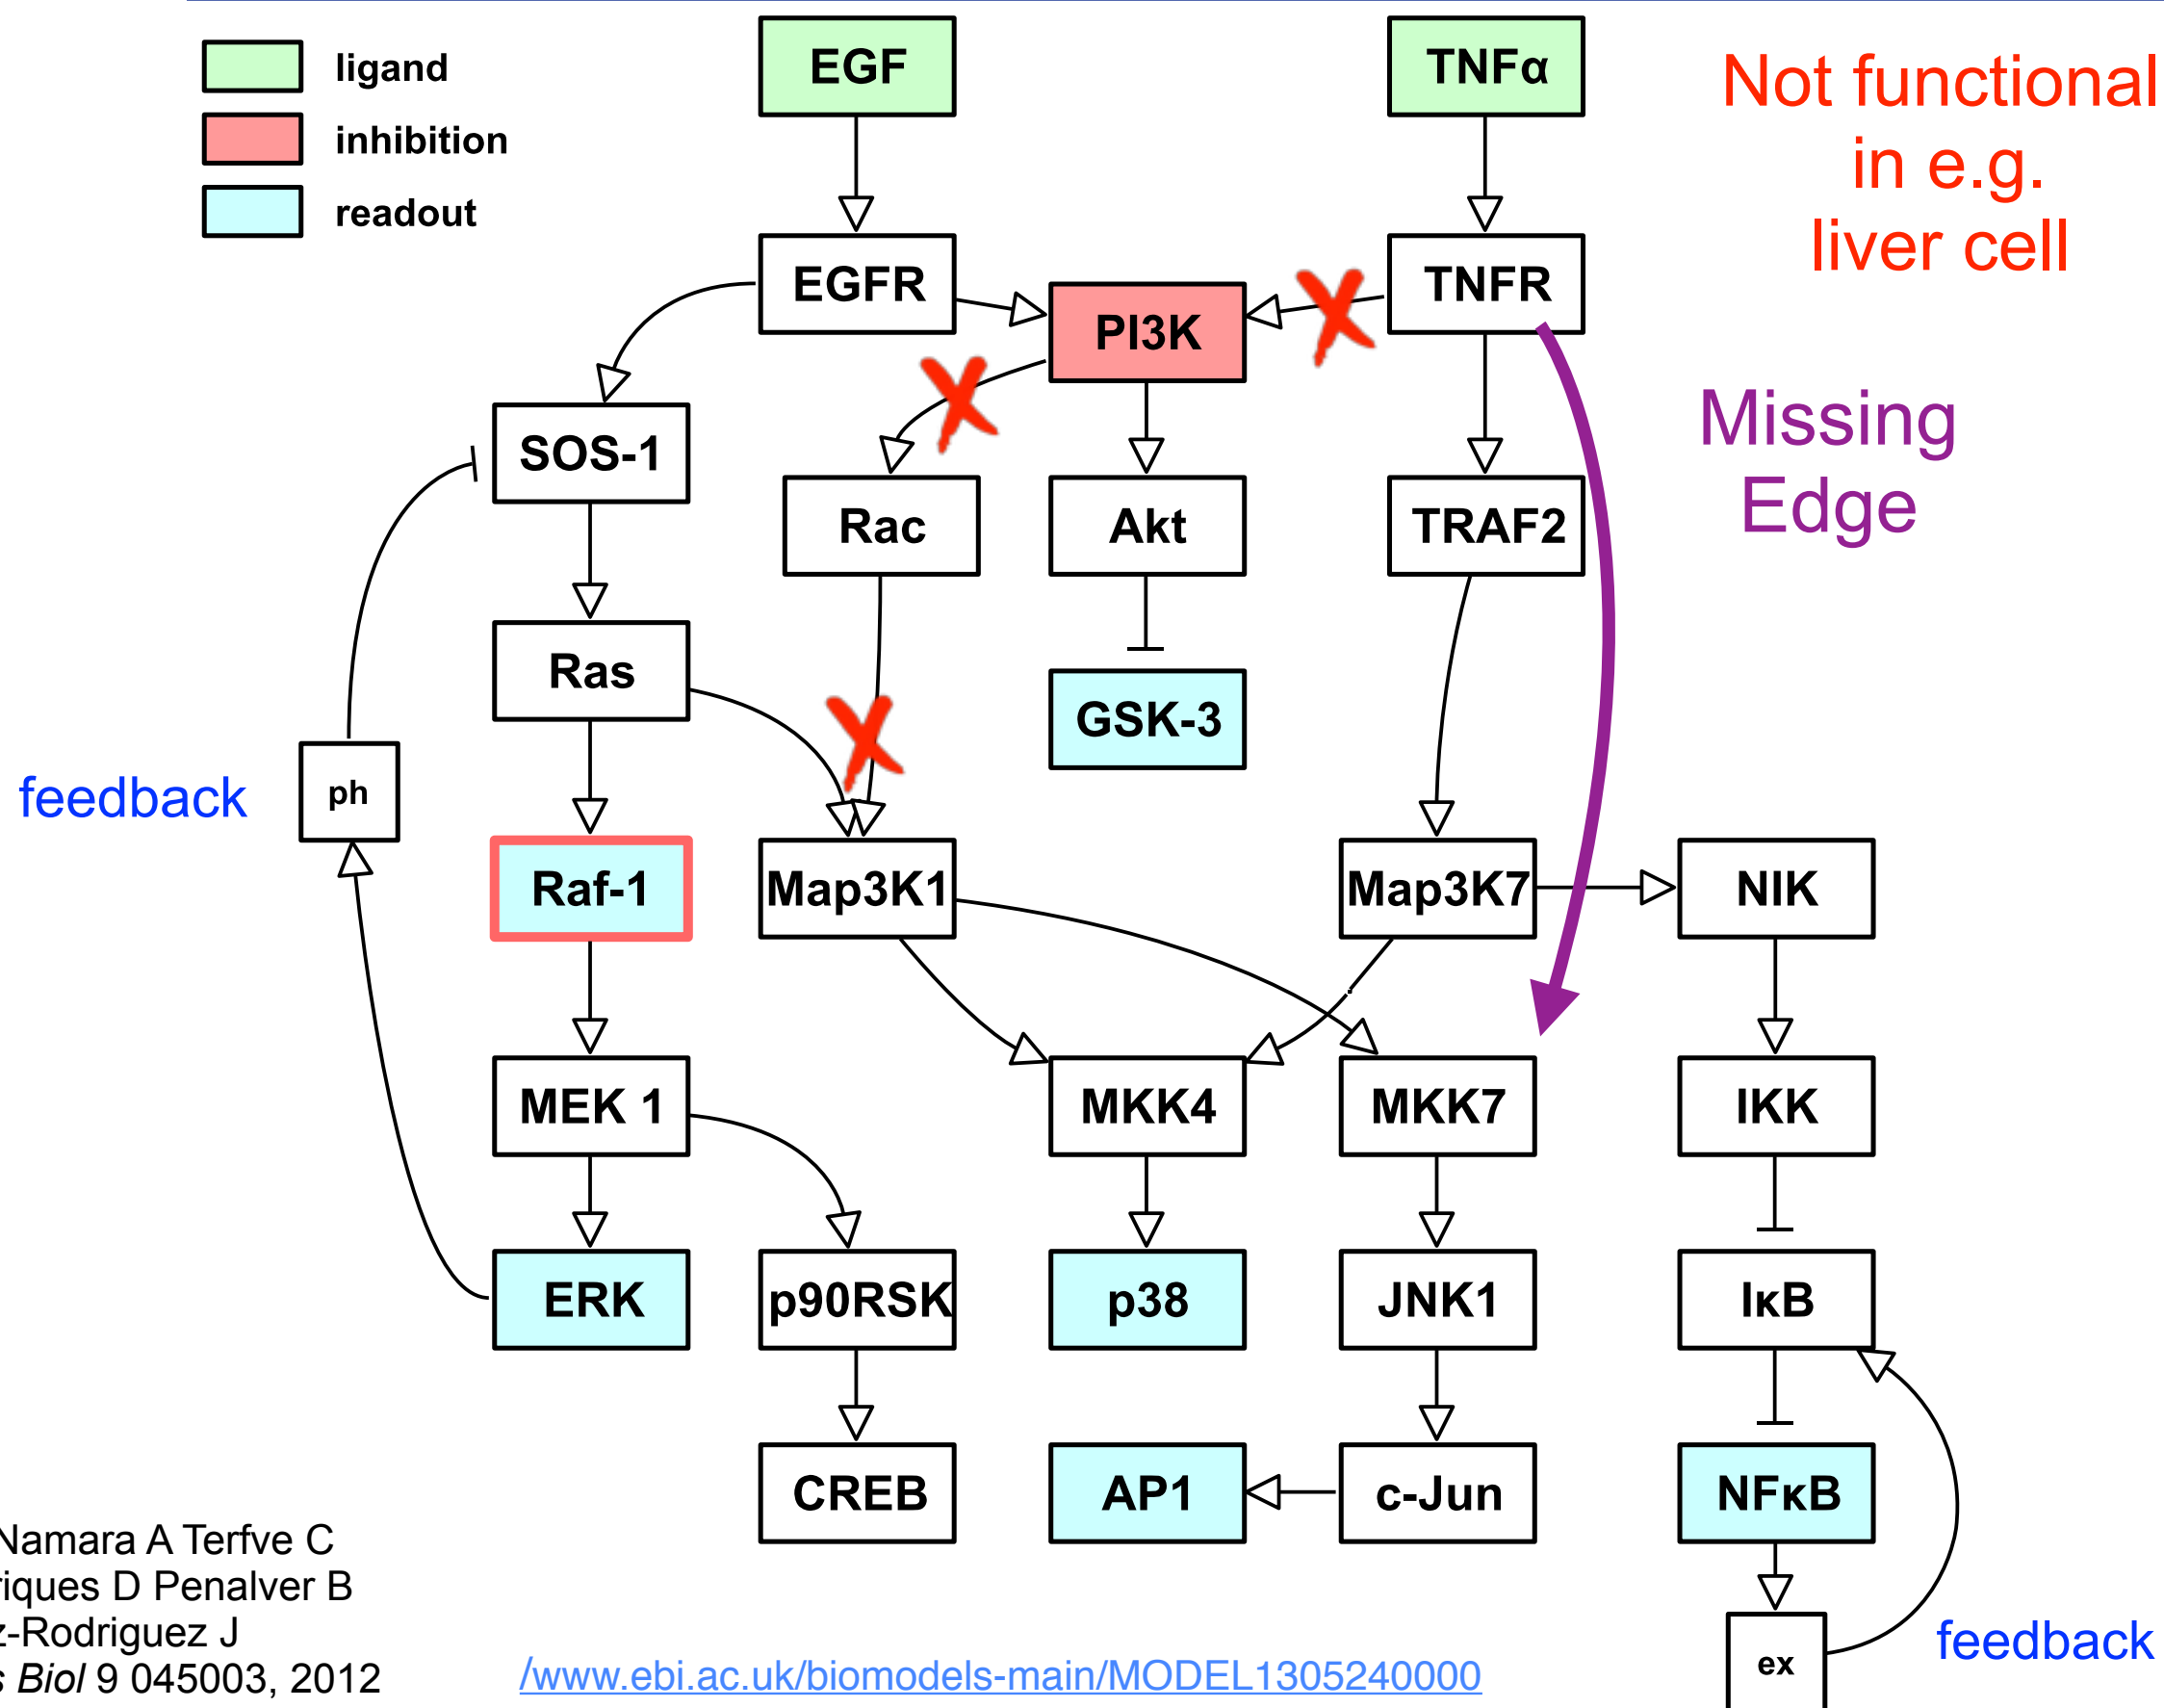 ligand
inhibition
readout
EGF
TNFα
Not functional
in e.g.
liver cell
EGFR
PI3K
TNFR
Missing
Edge
SOS-1
Rac
Akt
TRAF2
Ras
GSK-3
feedback
ph
Raf-1
Map3K1
Map3K7
NIK
MEK 1
MKK4
MKK7
IKK
ERK
p90RSK
p38
JNK1
IκB
CREB
AP1
c-Jun
NFκB
Namara A Terfve C
riques D Penalver B
z-Rodriguez J
s Biol 9 045003, 2012
/www.ebi.ac.uk/biomodels-main/MODEL1305240000
ex
feedback